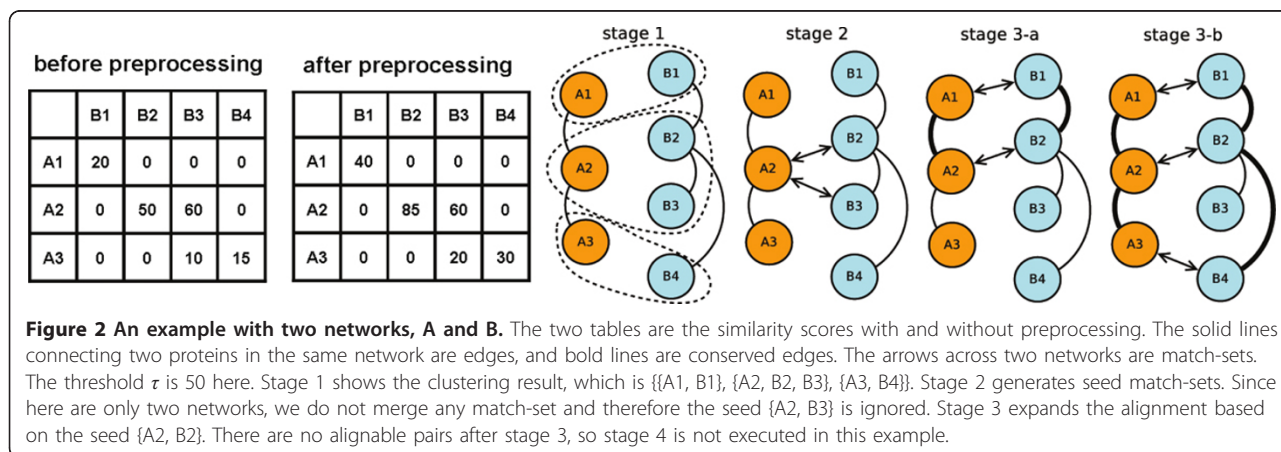 before preprocessing
B1 B2 B3 B4
A1 20 0 0 0
A2 0 50 60 0
A3 0 0 10 15
after preprocessing
B1 B2 B3 B4
A1 40 0 0 0
A2 0 85 60 0
A3 0 0 20 30
stage 1
B1
A1
B2
A2
B3
A3
B4
stage 2
B1
A1
B2
A2
B3
A3
B4
stage 3-a
B1
A1
B2
A2
B3
A3
B4
stage 3-b
B1
A1
B2
A2
B3
A3
B4
Figure 2 An example with two networks, A and B. The two tables are the similarity scores with and without preprocessing. The solid lines
connecting two proteins in the same network are edges, and bold lines are conserved edges. The arrows across two networks are match-sets.
The threshold τ is 50 here. Stage 1 shows the clustering result, which is {{A1, B1}, {A2, B2, B3}, {A3, B4}}. Stage 2 generates seed match-sets. Since
here are only two networks, we do not merge any match-set and therefore the seed {A2, B3} is ignored. Stage 3 expands the alignment based
on the seed {A2, B2}. There are no alignable pairs after stage 3, so stage 4 is not executed in this example.